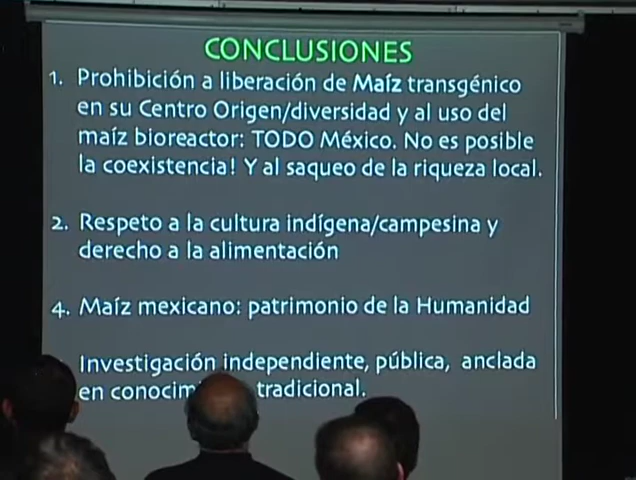 CONCLUSIONES
1. Prohibición a liberación de Maíz transgénico
en su Centro Origen/diversidad y al uso del
maíz bioreactor: TODO México. No es posible
la coexistencia! Y al saqueo de la riqueza local.
2. Respeto a la cultura indígena/campesina y
derecho a la alimentación
4. Maíz mexicano: patrimonio de la Humanidad
Investigación independiente, pública, anclada
en tradicional.